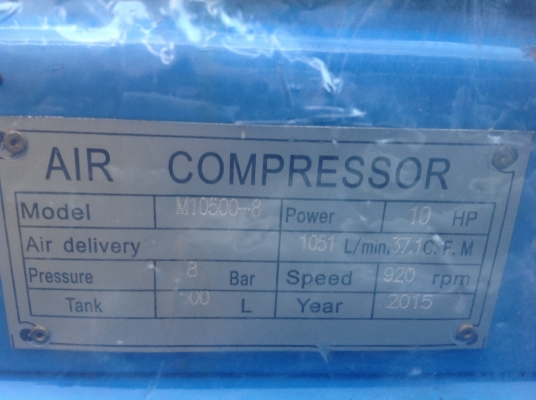 AIR COMPRESSOR
Model M10500-8 Power 10 HP
Air delivery 1051 L/min, 37.1C.F.M
Pressure 8 Bar Speed 920 rpm
Tank 500 L Year 2015